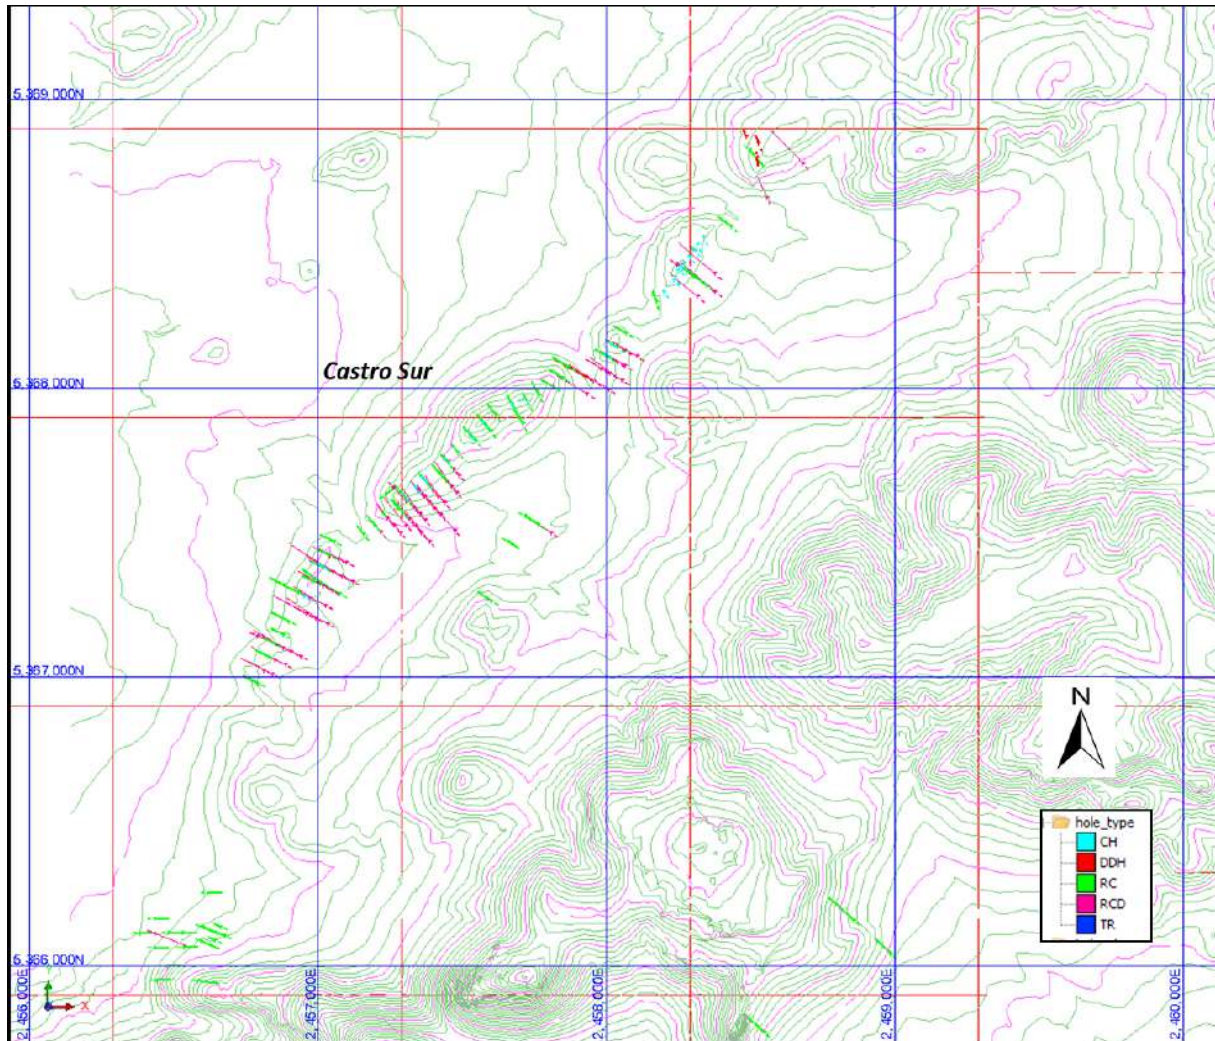 5,369,000N
Castro Sur
5,368,000N
5,367,000N
N
hole_type
CH
DDH
RC
RCD
TR
5,366,000N
2,456,000E
2,457,000E
2,458,000E
2,459,000E
2,460,000E
X